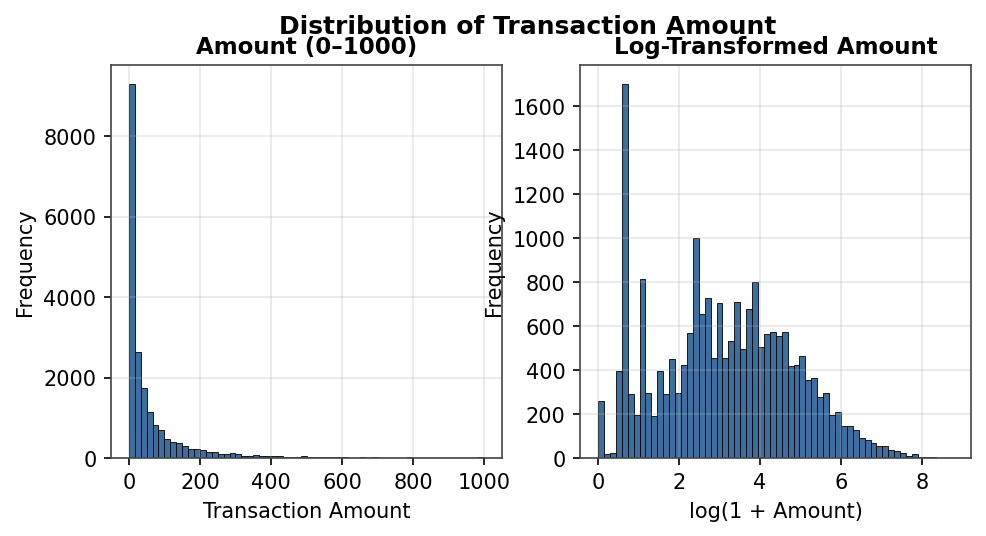 Distribution of Transaction Amount
Amount (0–1000)
Frequency
8000
6000
4000
2000
0
0 200 400 600 800 1000
Transaction Amount
Log-Transformed Amount
Frequency
1600
1400
1200
1000
800
600
400
200
0
0 2 4 6 8
log(1 + Amount)